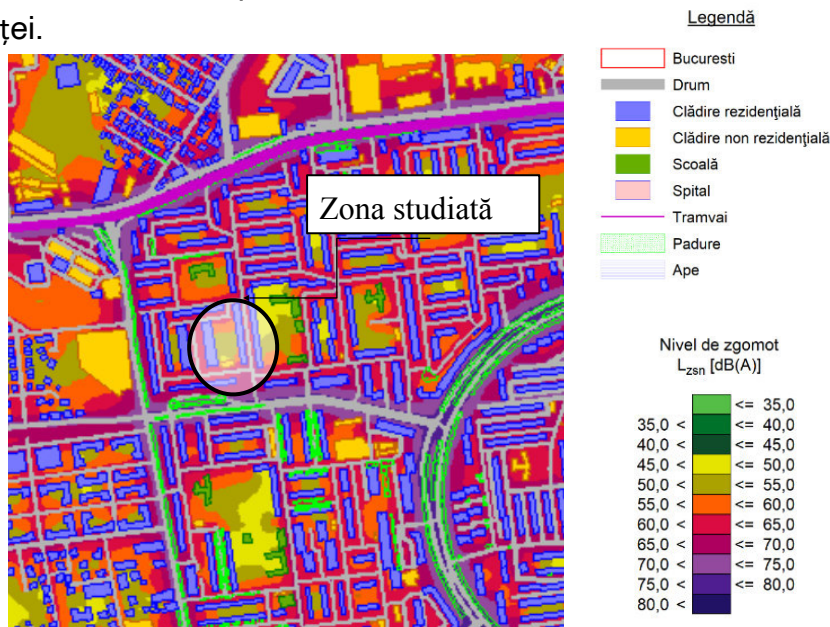 ței.
Zona studiată
Legendă
Bucuresti
Drum
Clădire rezidențială
Clădire non rezidențială
Scoală
Spital
Tramvai
Padure
Ape
Nivel de zgomot
Lzsn [dB(A)]
<= 35,0
35,0 < <= 40,0
40,0 < <= 45,0
45,0 < <= 50,0
50,0 < <= 55,0
55,0 < <= 60,0
60,0 < <= 65,0
65,0 < <= 70,0
70,0 < <= 75,0
75,0 < <= 80,0
80,0 <